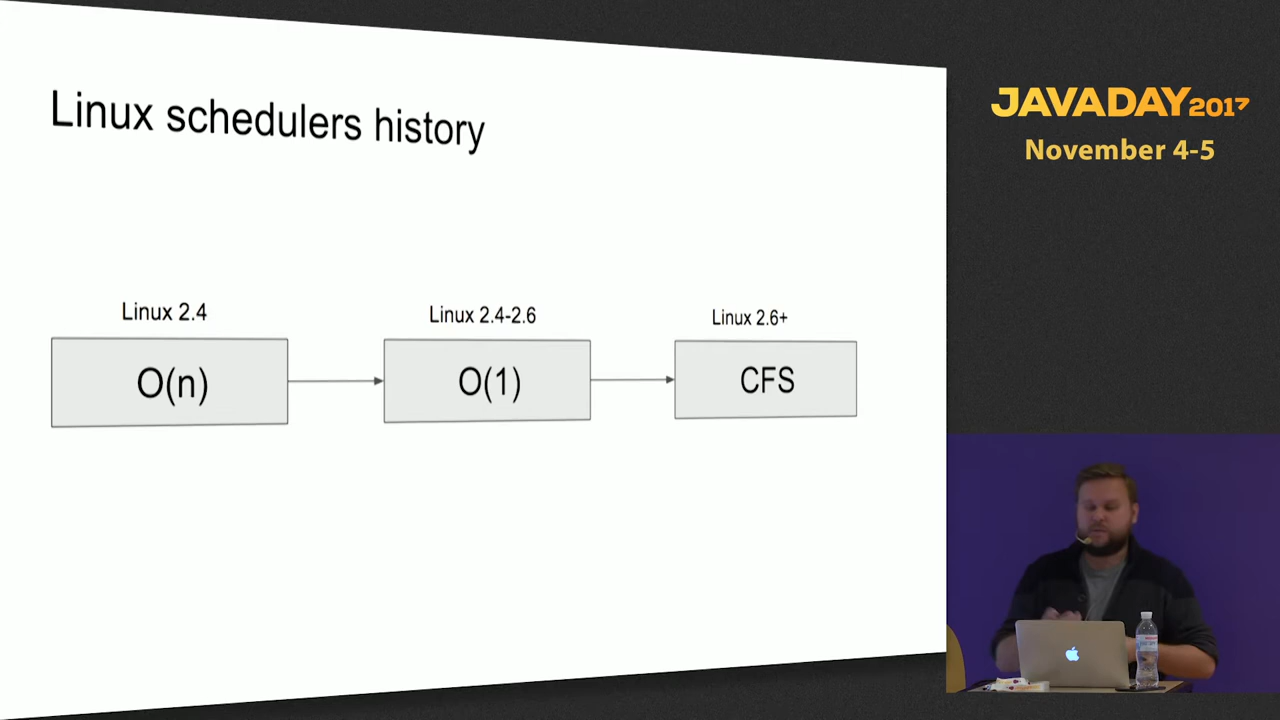 Linux schedulers history
Linux 2.4
O(n)
Linux 2.4-2.6
O(1)
Linux 2.6+
CFS
JAVADAY2017
November 4-5